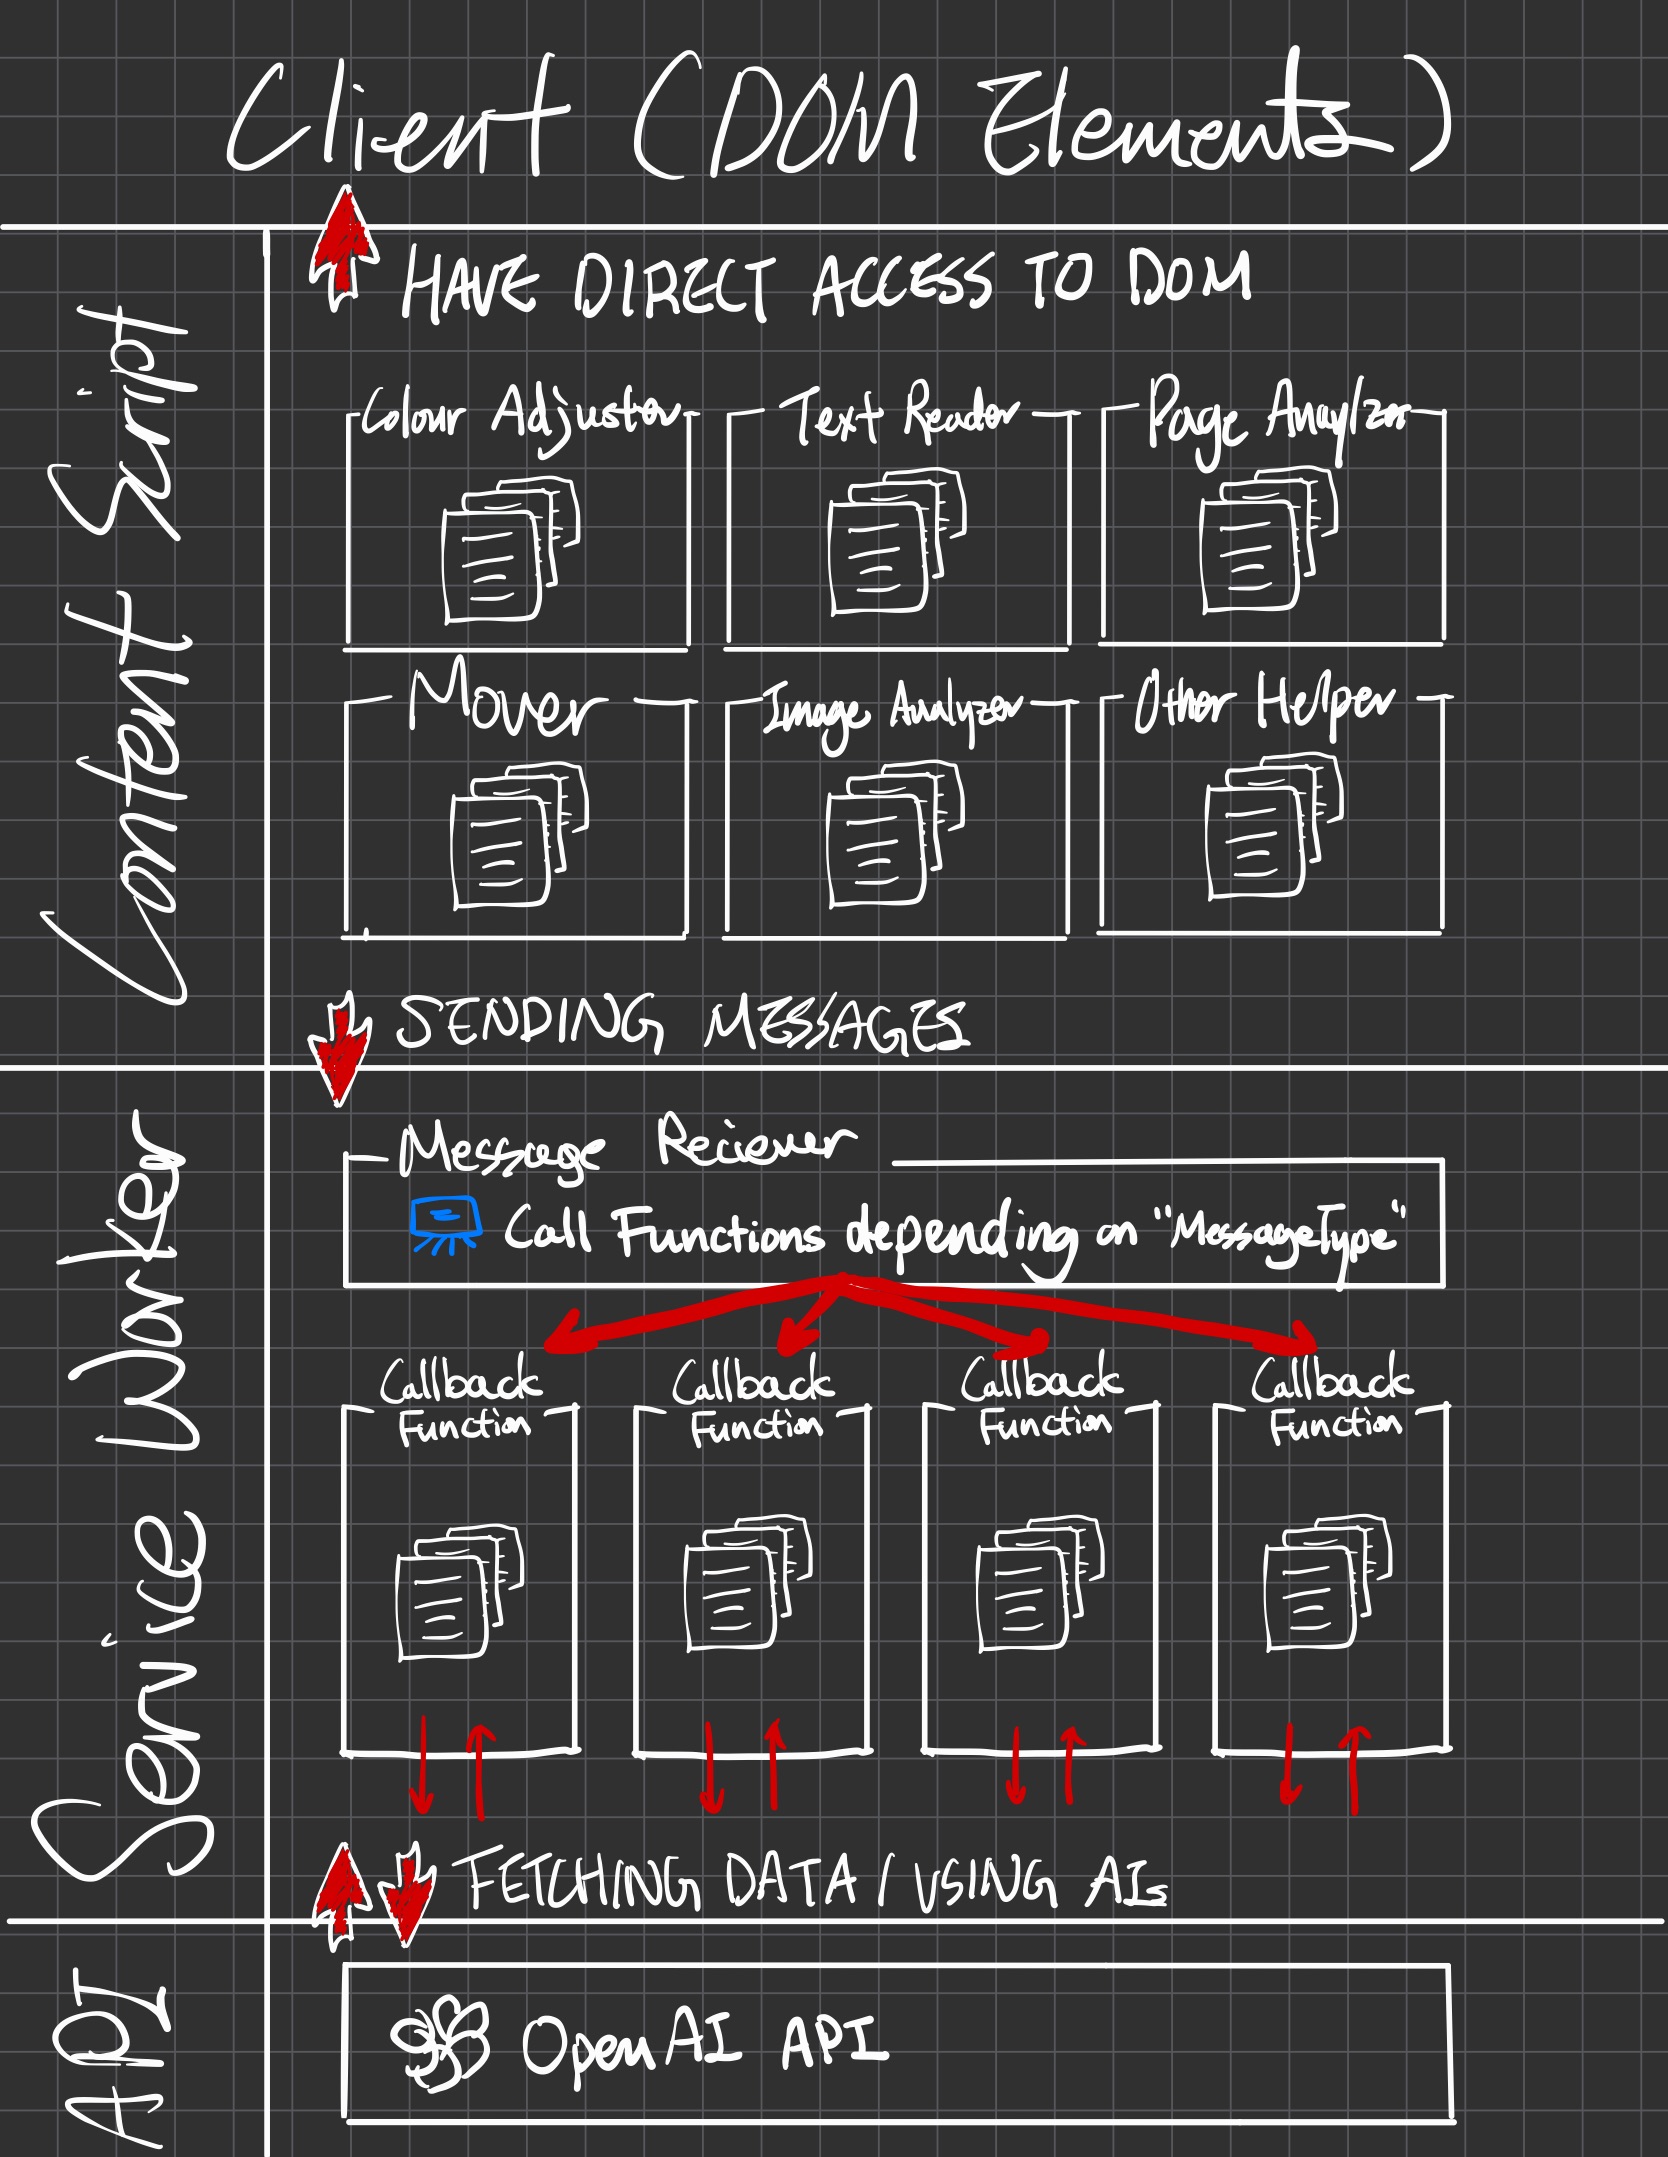 Client (DOM Elements)
Content Script
HAVE DIRECT ACCESS TO DOM
Colour Adjustor
Text Reader
Page Anaylzer
Mover
Image Analyzer
Other Helper
SENDING MESSAGES
Service Worker
Message Reciever
Call Functions depending on "MessageType"
Callback
Function
Callback
Function
Callback
Function
Callback
Function
FETCHING DATA / USING AIs
API
OpenAI API